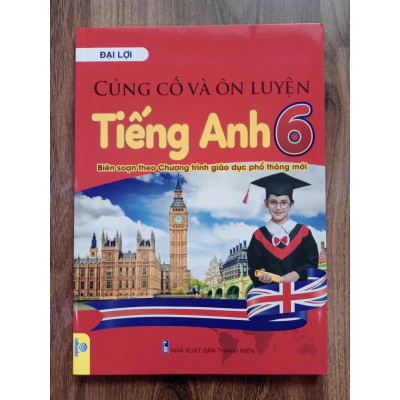 ĐẠI LỢI
CỦNG CỐ VÀ ÔN LUYỆN
Tiếng Anh 6
Biên soạn theo Chương trình giáo dục phổ thông mới
NHÀ XUẤT BẢN THANH NIÊN